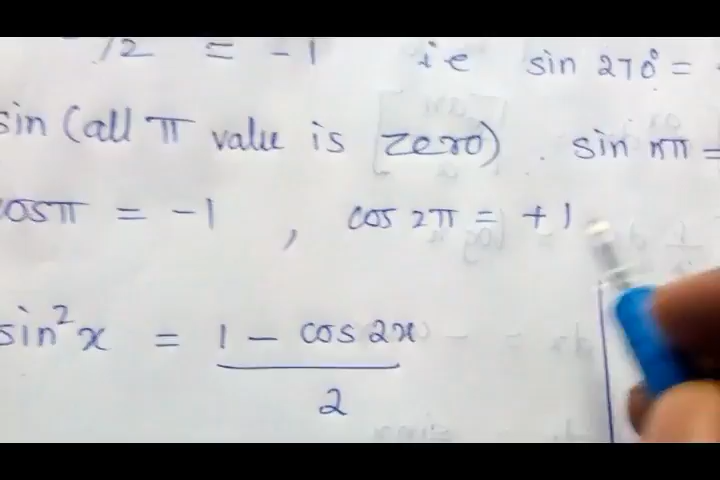 /2 = -1 ie sin 270° =
sin (all π value is zero) . sin nπ =
cosπ = -1 , cos 2π = +1
sin²x = 1 - cos 2x
2